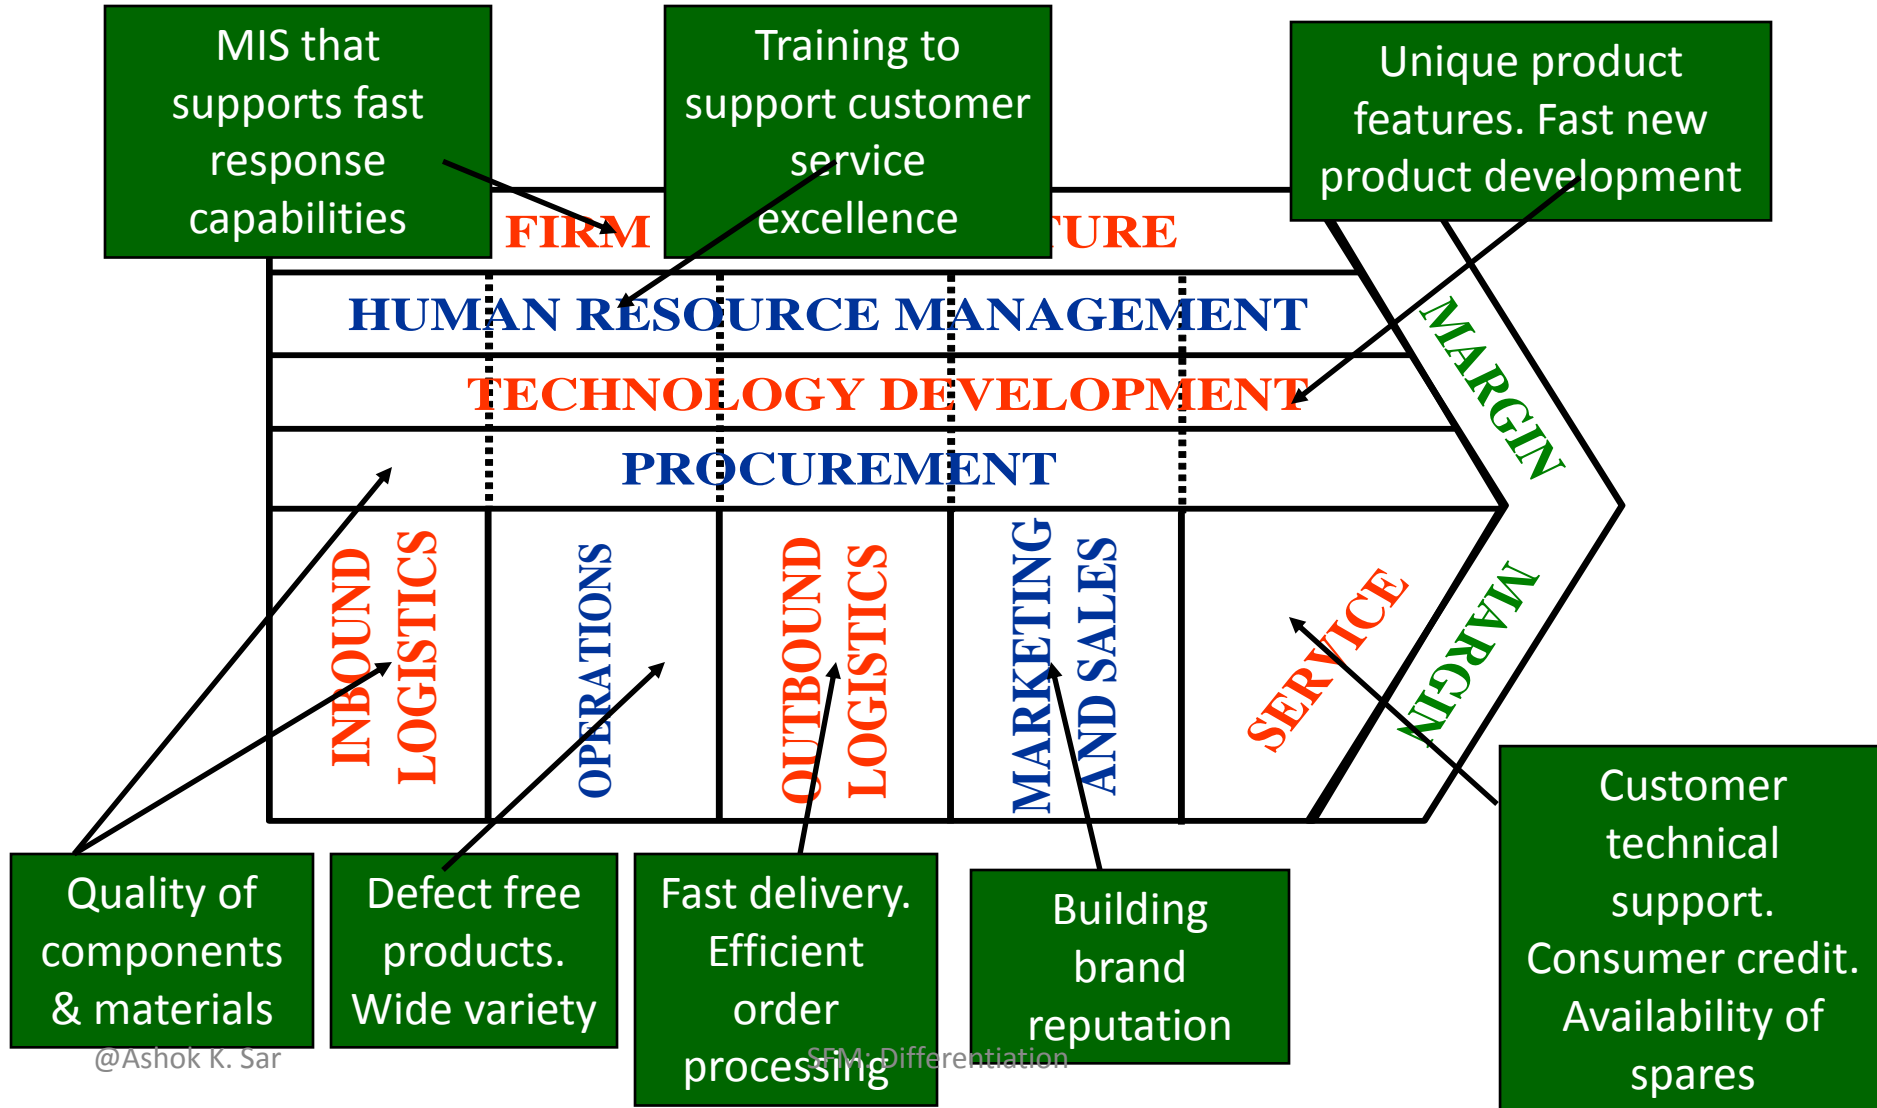 MIS that
supports fast
response
capabilities
Training to
support customer
service
excellence
Unique product
features. Fast new
product development
FIRM
TURE
HUMAN RESOURCE MANAGEMENT
TECHNOLOGY DEVELOPMENT
PROCUREMENT
MARGIN
INBOUND
LOGISTICS
OPERATIONS
OUTBOUND
LOGISTICS
MARKETING
AND SALES
SERVICE
MARGIN
Quality of
components
& materials
Defect free
products.
Wide variety
Fast delivery.
Efficient
order
processing
Building
brand
reputation
Customer
technical
support.
Consumer credit.
Availability of
spares
@Ashok K. Sar
SFM: Differentiation